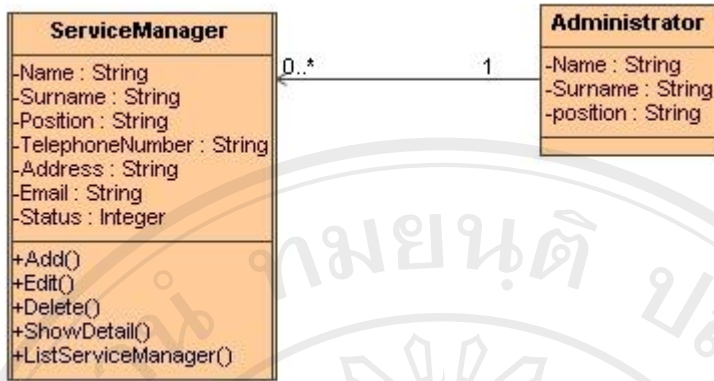 ServiceManager
-Name : String
-Surname : String
-Position : String
-TelephoneNumber : String
-Address : String
-Email : String
-Status : Integer
+Add()
+Edit()
+Delete()
+ShowDetail()
+ListServiceManager()
0..*
1
Administrator
-Name : String
-Surname : String
-position : String